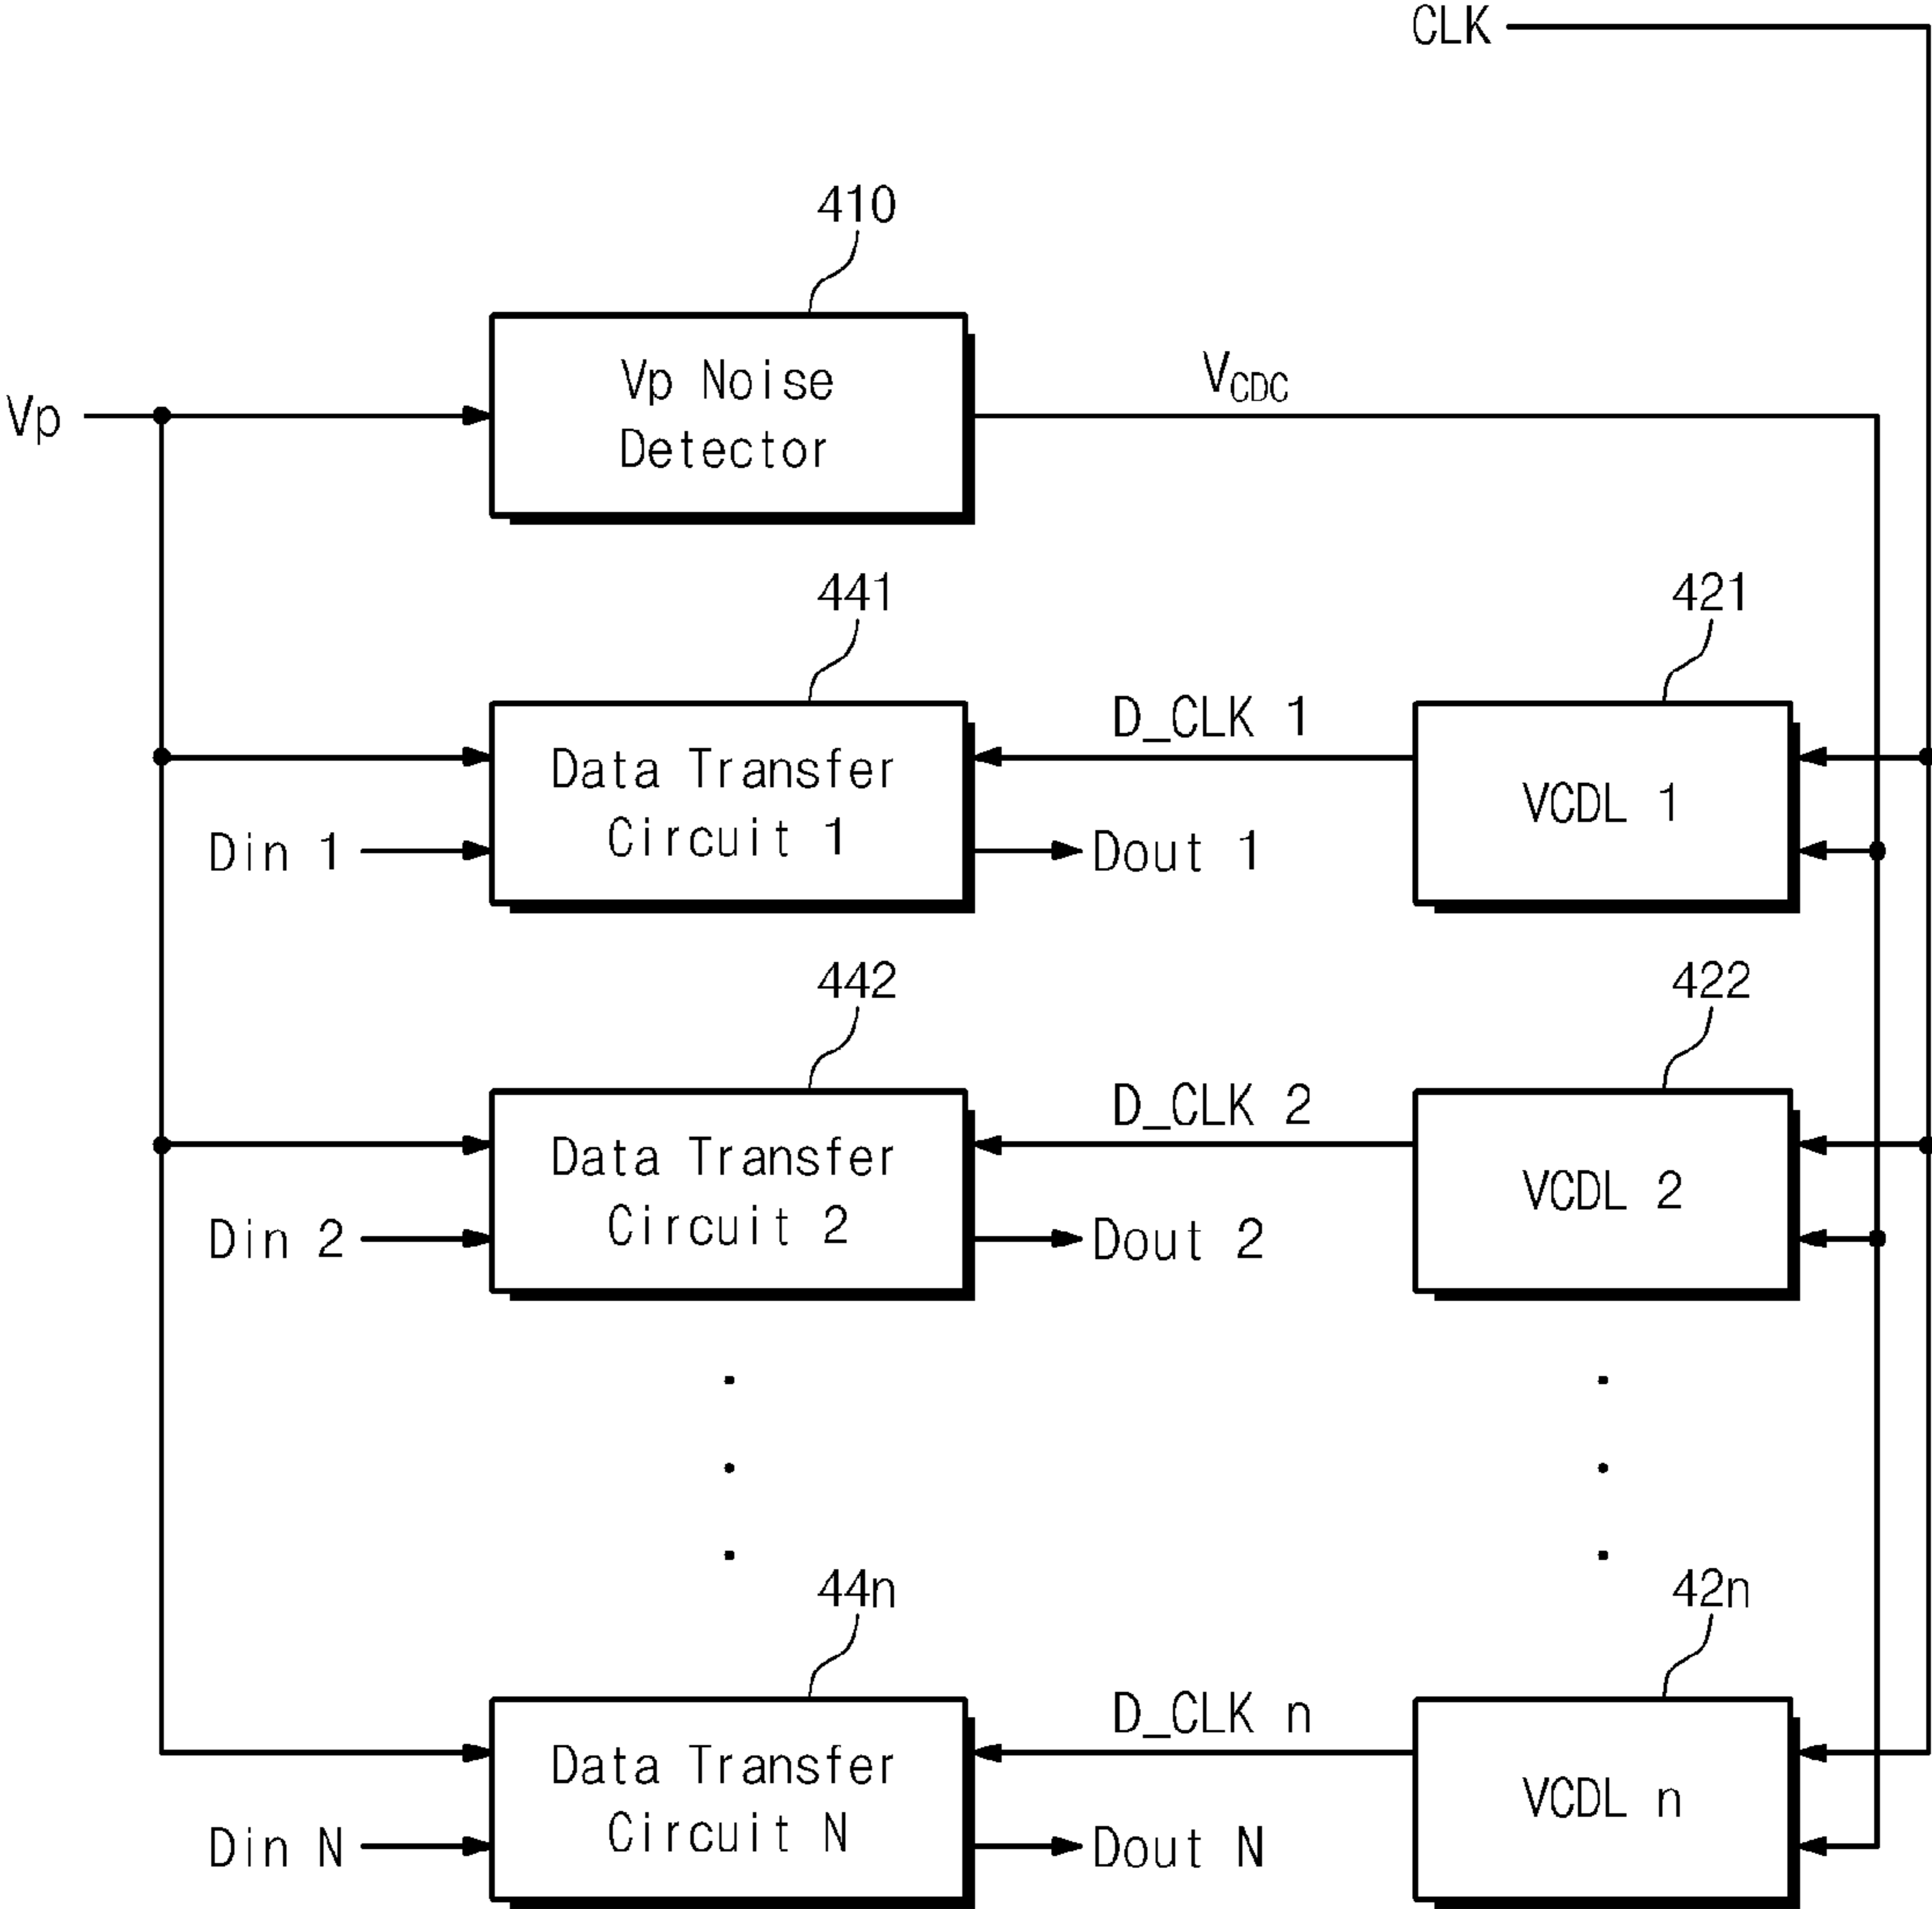 CLK
410
Vp Noise
Detector
Vp
VCDC
441
421
Data Transfer
Circuit 1
D_CLK 1
VCDL 1
Din 1
Dout 1
442
422
Data Transfer
Circuit 2
D_CLK 2
VCDL 2
Din 2
Dout 2
44n
42n
Data Transfer
Circuit N
D_CLK n
VCDL n
Din N
Dout N